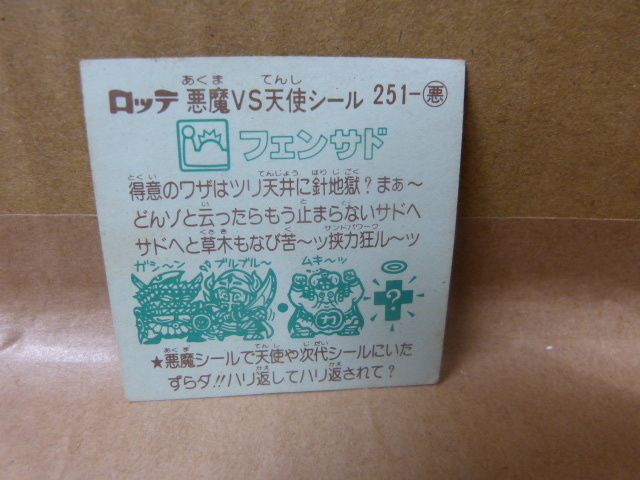 ロッテ 悪魔VS天使シール 251-悪
フェンサド
得意のワザはツリ天井に針地獄？まぁ〜
どんゾと云ったらもう止まらないサドへ
サドへと草木もなび苦〜ッ挟力狂ル〜ッ
ガシ〜ン ブルブル〜 ムキ〜ッ
力 ?
★悪魔シールで天使や次代シールにいた
ずらダ!!ハリ返してハリ返されて？